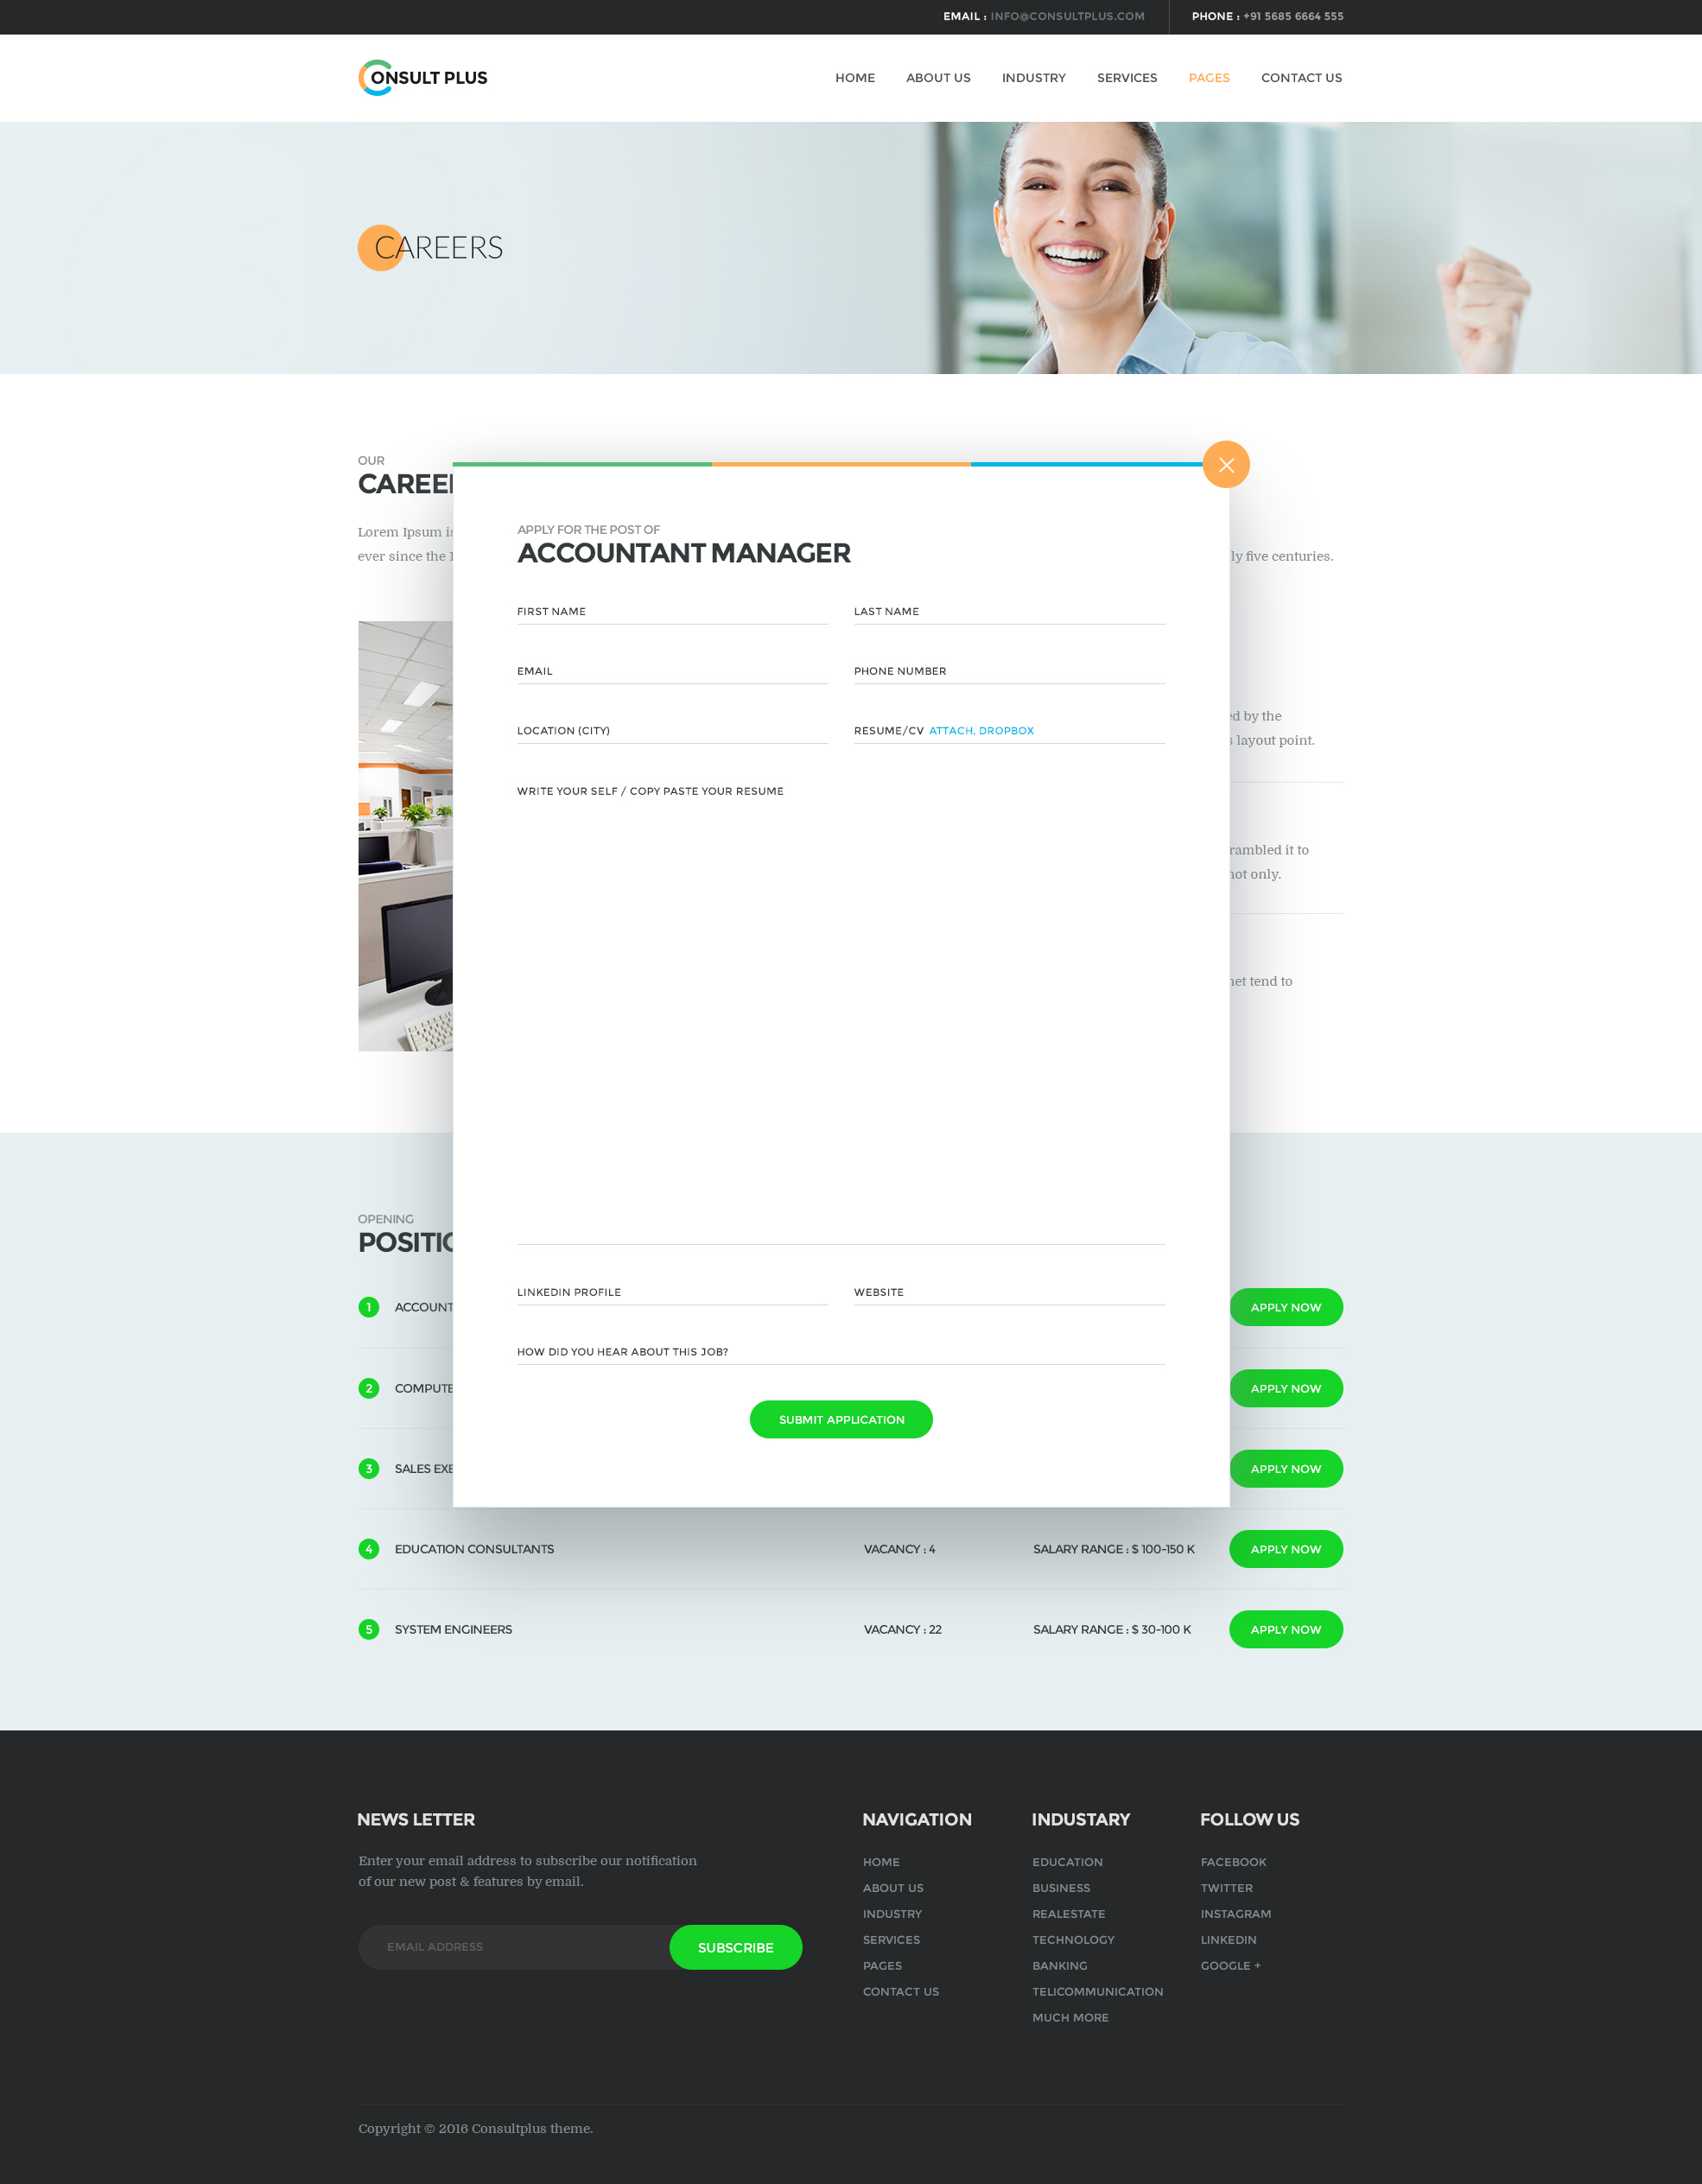 EMAIL : INFO@CONSULTPLUS.COM PHONE : +91 5685 6664 555
CONSULT PLUS
HOME ABOUT US INDUSTRY SERVICES PAGES CONTACT US
CAREERS
OUR
Lorem Ipsum
ever since the
ly five centuries.
APPLY FOR THE POST OF
ACCOUNTANT MANAGER
FIRST NAME LAST NAME
EMAIL PHONE NUMBER
LOCATION (CITY) RESUME/CV ATTACH, DROPBOX
WRITE YOUR SELF / COPY PASTE YOUR RESUME
by the
layout point.
rambled it to
not only.
tend to
LINKEDIN PROFILE WEBSITE
HOW DID YOU HEAR ABOUT THIS JOB?
SUBMIT APPLICATION
OPENING
1 ACCOUNT APPLY NOW
2 COMPUTE APPLY NOW
3 SALES APPLY NOW
4 EDUCATION CONSULTANTS VACANCY : 4 SALARY RANGE : $ 100-150 K APPLY NOW
5 SYSTEM ENGINEERS VACANCY : 22 SALARY RANGE : $ 30-100 K APPLY NOW
NEWS LETTER
Enter your email address to subscribe our notification
of our new post & features by email.
EMAIL ADDRESS SUBSCRIBE
NAVIGATION
HOME
ABOUT US
INDUSTRY
SERVICES
PAGES
CONTACT US
INDUSTARY
EDUCATION
BUSINESS
REALESTATE
TECHNOLOGY
BANKING
TELICOMMUNICATION
MUCH MORE
FOLLOW US
FACEBOOK
TWITTER
INSTAGRAM
LINKEDIN
GOOGLE +
Copyright © 2016 Consultplus theme.